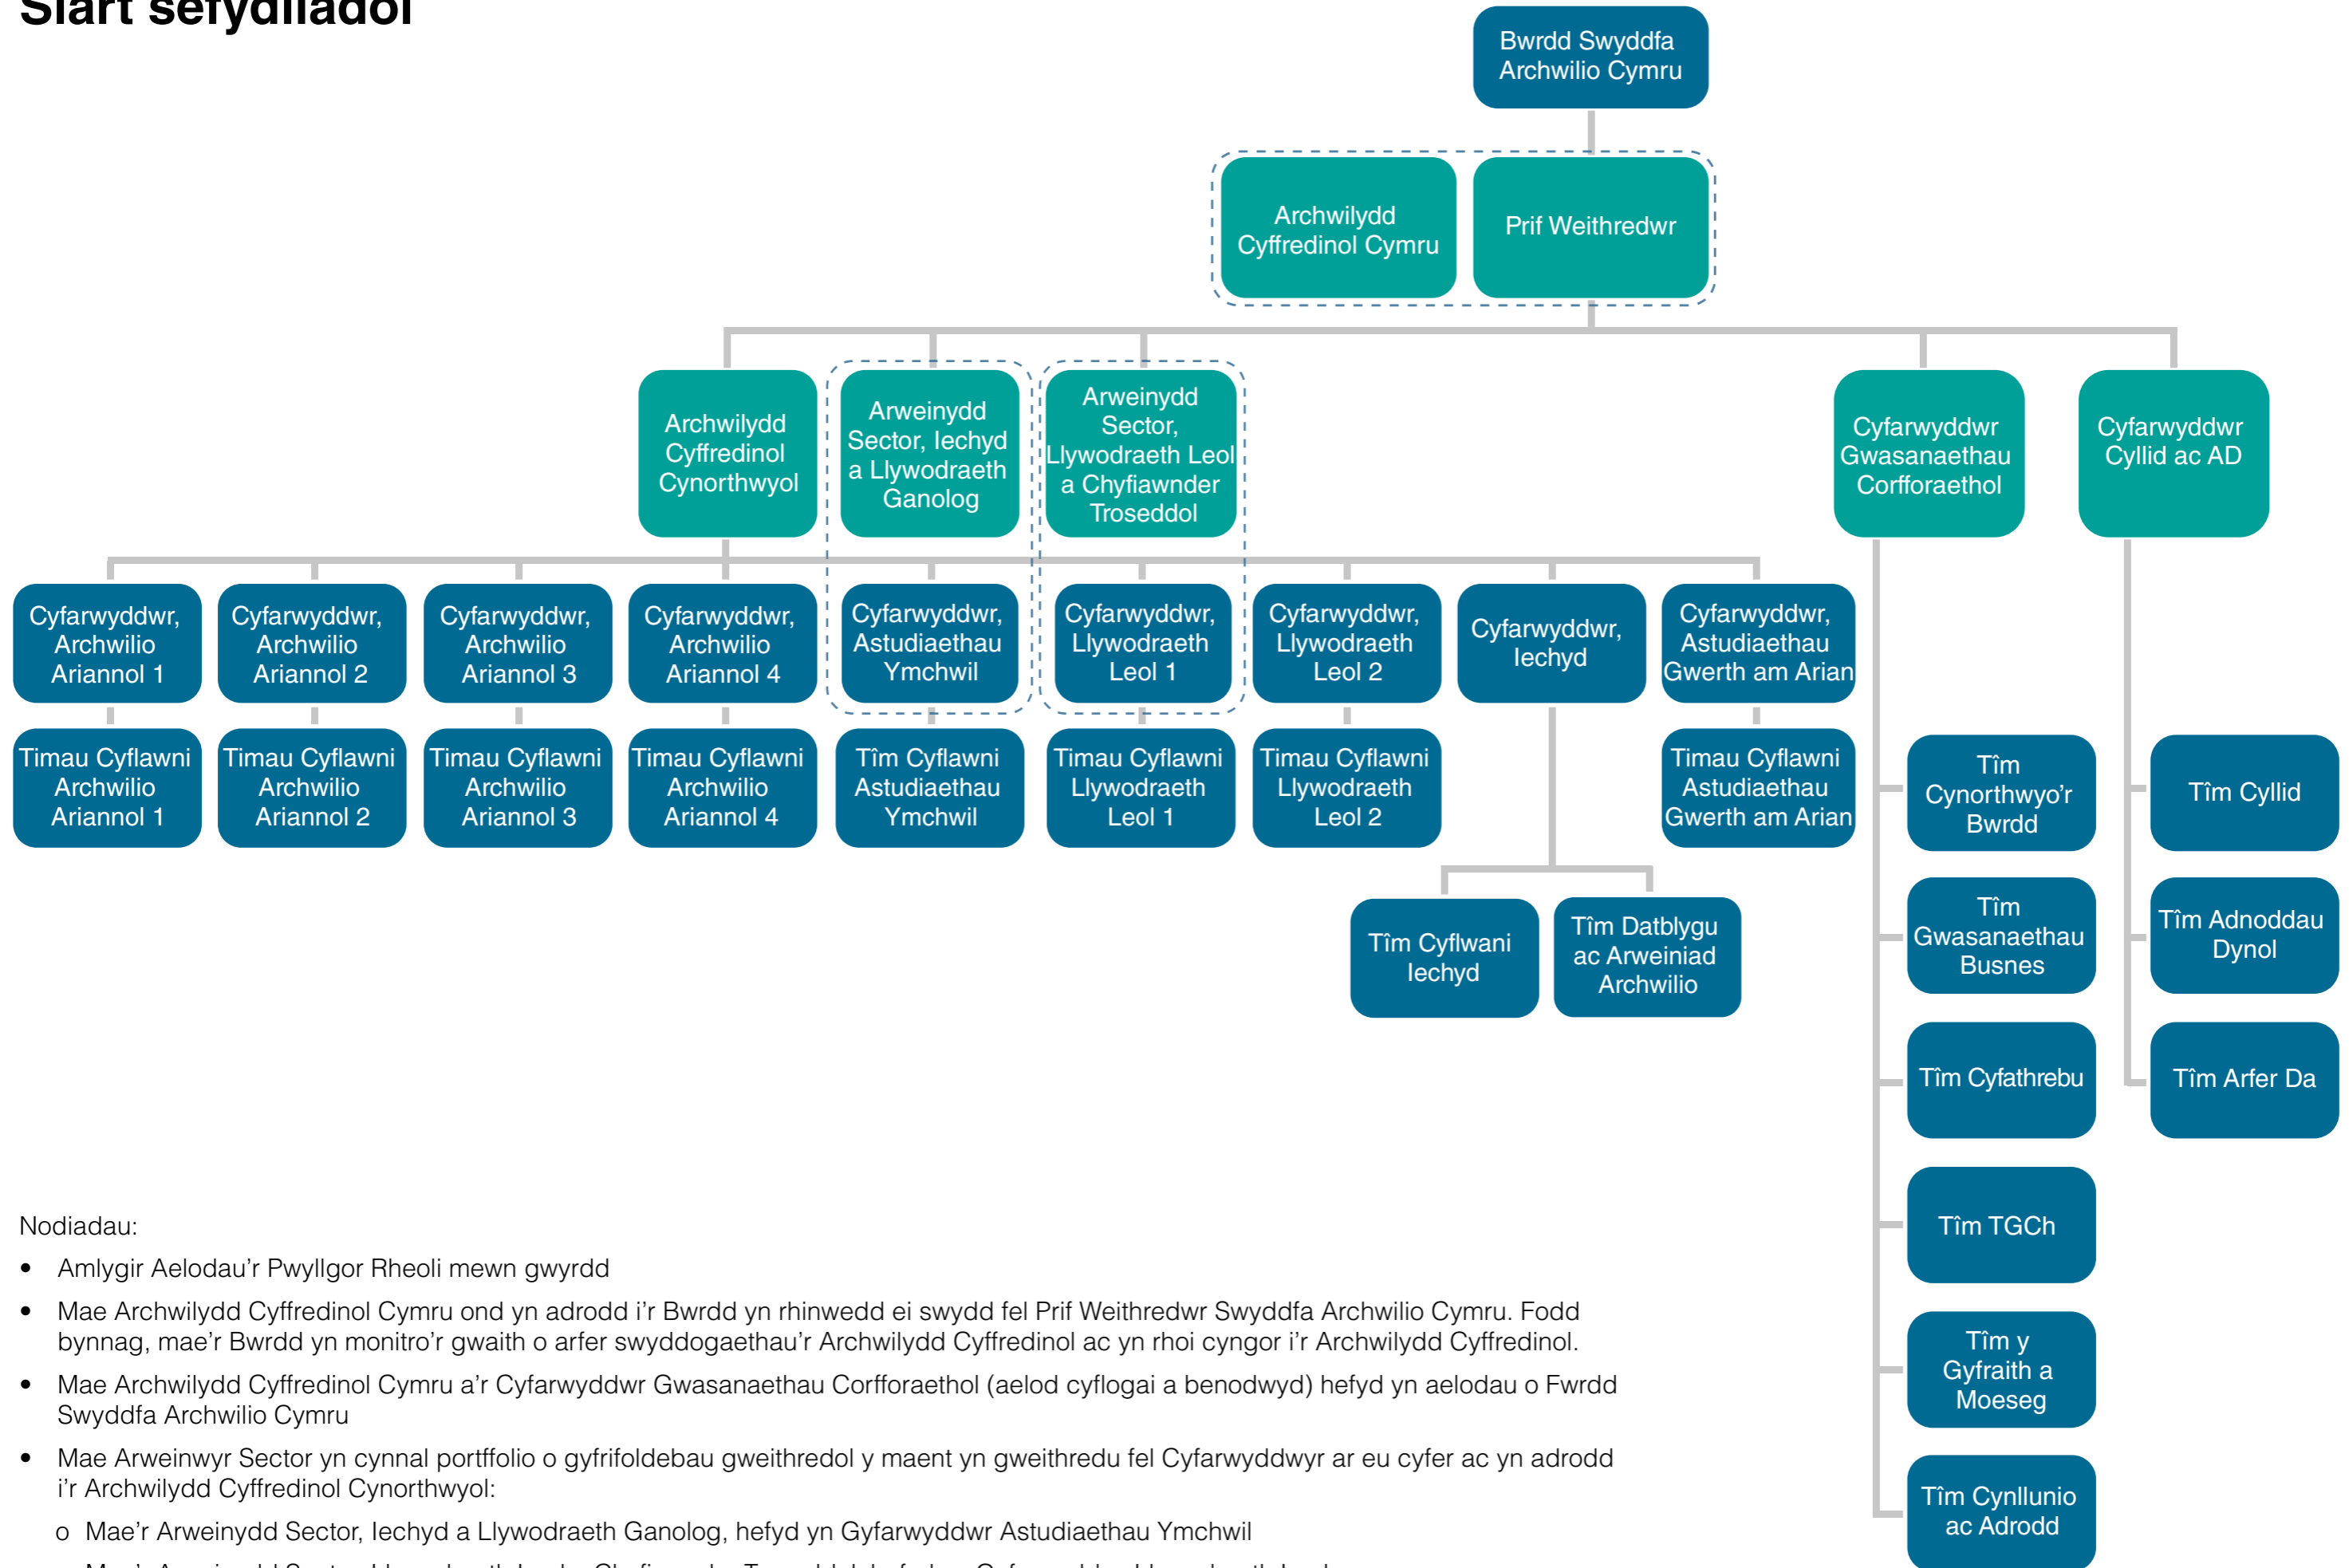 Siart sefydliadol
Bwrdd Swyddfa
Archwilio Cymru
Archwilydd
Cyffredinol Cymru
Prif Weithredwr
Archwilydd
Cyffredinol
Cynorthwyol
Arweinydd
Sector, Iechyd
a Llywodraeth
Ganolog
Arweinydd
Sector,
Llywodraeth Leol
a Chyfiawnder
Troseddol
Cyfarwyddwr
Gwasanaethau
Corfforaethol
Cyfarwyddwr
Cyllid ac AD
Cyfarwyddwr,
Archwilio
Ariannol 1
Cyfarwyddwr,
Archwilio
Ariannol 2
Cyfarwyddwr,
Archwilio
Ariannol 3
Cyfarwyddwr,
Archwilio
Ariannol 4
Cyfarwyddwr,
Astudiaethau
Ymchwil
Cyfarwyddwr,
Llywodraeth
Leol 1
Cyfarwyddwr,
Llywodraeth
Leol 2
Cyfarwyddwr,
Iechyd
Cyfarwyddwr,
Astudiaethau
Gwerth am Arian
Timau Cyflawni
Archwilio
Ariannol 1
Timau Cyflawni
Archwilio
Ariannol 2
Timau Cyflawni
Archwilio
Ariannol 3
Timau Cyflawni
Archwilio
Ariannol 4
Tîm Cyflawni
Astudiaethau
Ymchwil
Timau Cyflawni
Llywodraeth
Leol 1
Timau Cyflawni
Llywodraeth
Leol 2
Timau Cyflawni
Astudiaethau
Gwerth am Arian
Tîm Cyflwani
Iechyd
Tîm Datblygu
ac Arweiniad
Archwilio
Tîm
Cynorthwyo’r
Bwrdd
Tîm
Gwasanaethau
Busnes
Tîm Cyfathrebu
Tîm TGCh
Tîm y
Gyfraith a
Moeseg
Tîm Cynllunio
ac Adrodd
Tîm Cyllid
Tîm Adnoddau
Dynol
Tîm Arfer Da
Nodiadau:
• Amlygir Aelodau’r Pwyllgor Rheoli mewn gwyrdd
• Mae Archwilydd Cyffredinol Cymru ond yn adrodd i’r Bwrdd yn rhinwedd ei swydd fel Prif Weithredwr Swyddfa Archwilio Cymru. Fodd
bynnag, mae’r Bwrdd yn monitro’r gwaith o arfer swyddogaethau’r Archwilydd Cyffredinol ac yn rhoi cyngor i’r Archwilydd Cyffredinol.
• Mae Archwilydd Cyffredinol Cymru a’r Cyfarwyddwr Gwasanaethau Corfforaethol (aelod cyflogai a benodwyd) hefyd yn aelodau o Fwrdd
Swyddfa Archwilio Cymru
• Mae Arweinwyr Sector yn cynnal portffolio o gyfrifoldebau gweithredol y maent yn gweithredu fel Cyfarwyddwyr ar eu cyfer ac yn adrodd
i’r Archwilydd Cyffredinol Cynorthwyol:
o Mae’r Arweinydd Sector, Iechyd a Llywodraeth Ganolog, hefyd yn Gyfarwyddwr Astudiaethau Ymchwil